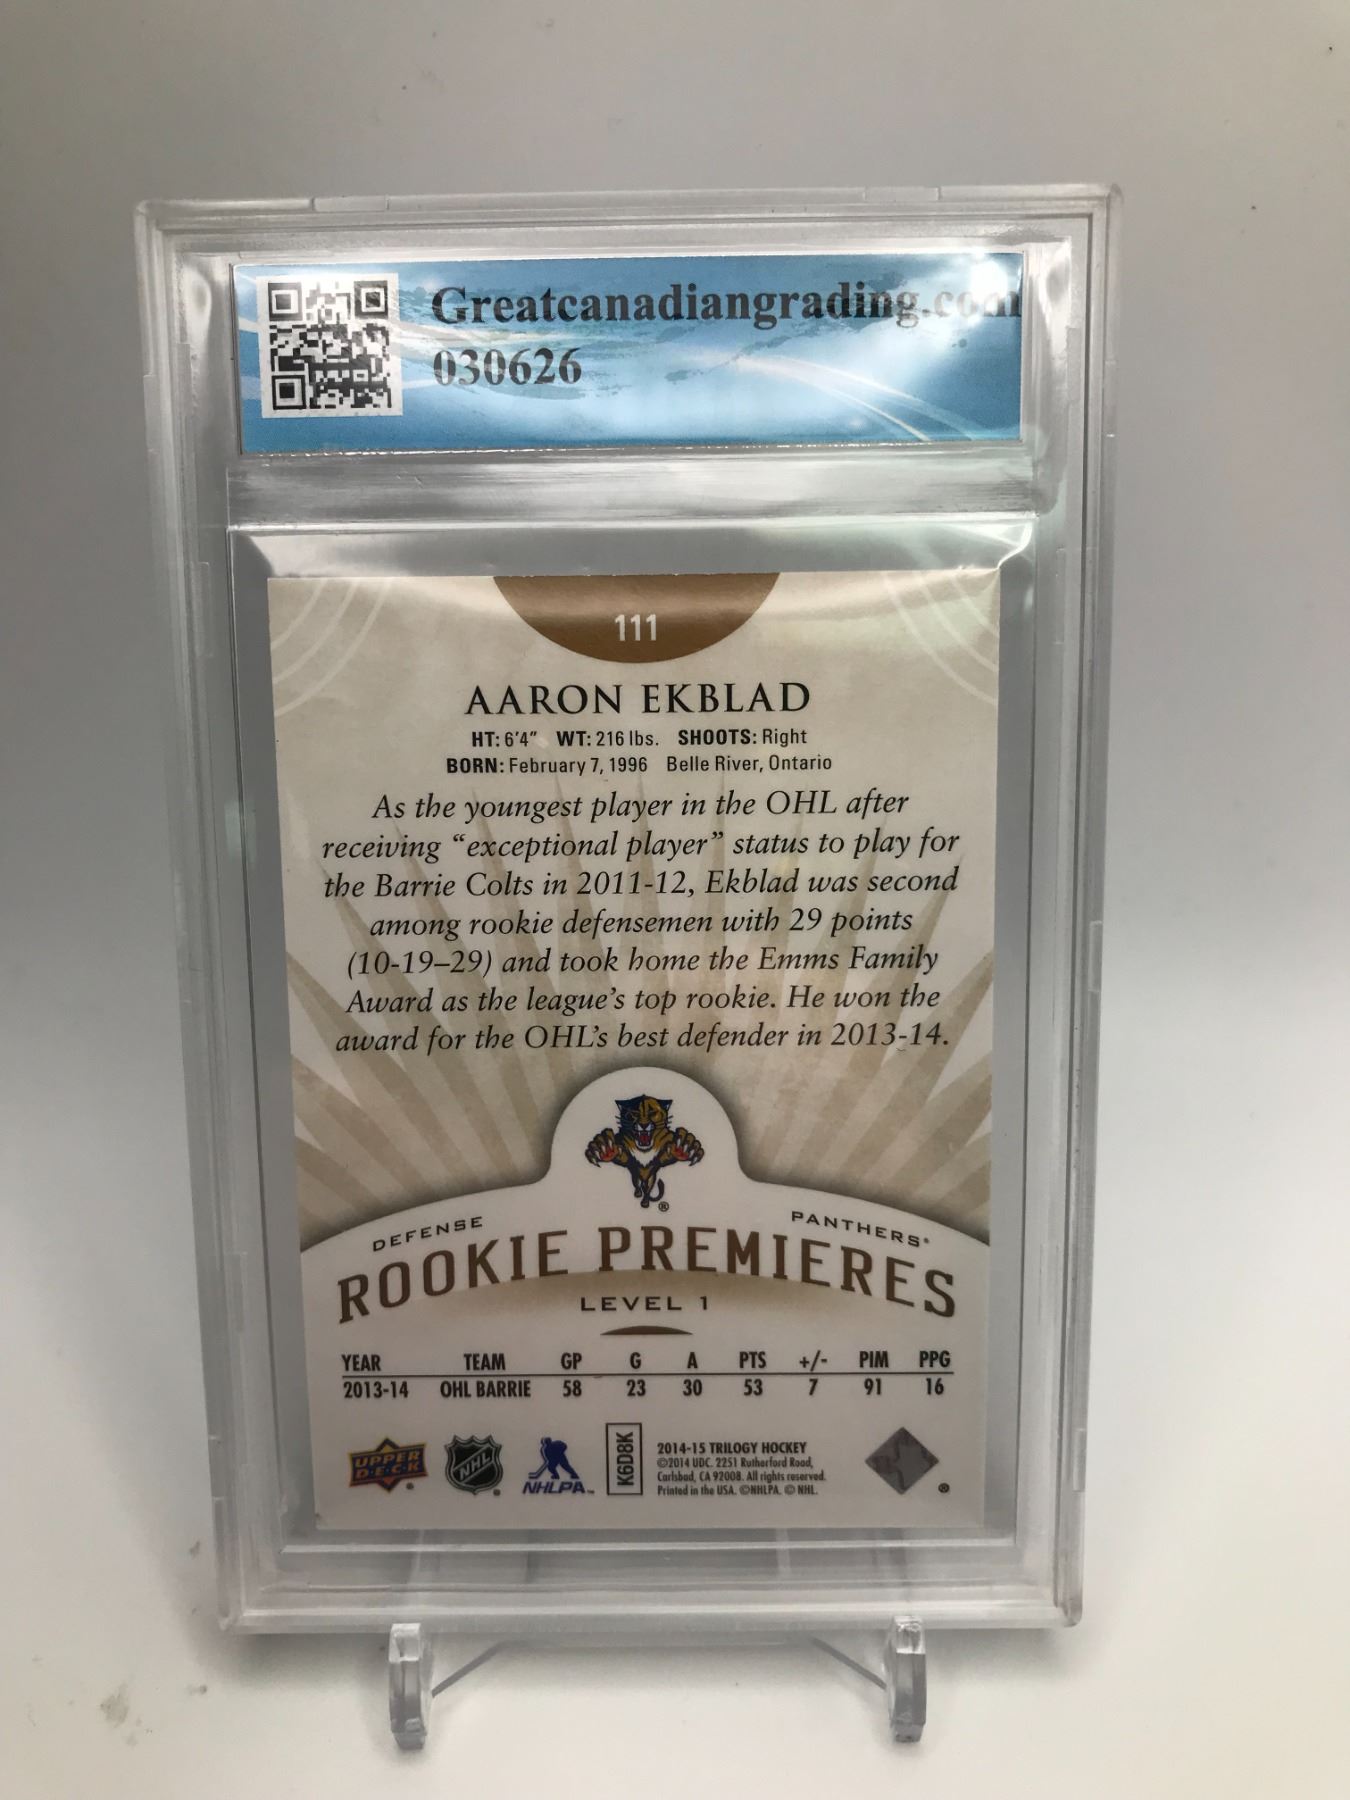 Greatcanadiangrading.com
030626
111
AARON EKBLAD
HT: 6'4" WT: 216 lbs. SHOOTS: Right
BORN: February 7, 1996 Belle River, Ontario
As the youngest player in the OHL after
receiving “exceptional player” status to play for
the Barrie Colts in 2011-12, Ekblad was second
among rookie defensemen with 29 points
(10-19–29) and took home the Emms Family
Award as the league’s top rookie. He won the
award for the OHL’s best defender in 2013-14.
®
DEFENSE PANTHERS®
ROOKIE PREMIERES
LEVEL 1
YEAR TEAM GP G A PTS +/- PIM PPG
2013-14 OHL BARRIE 58 23 30 53 7 91 16
UPPER
D·E·C·K
NHL
NHLPA™
K6D8K
2014-15 TRILOGY HOCKEY
©2014 UDC. 2251 Rutherford Road,
Carlsbad, CA 92008. All rights reserved.
Printed in the USA. ©NHLPA. © NHL.
®